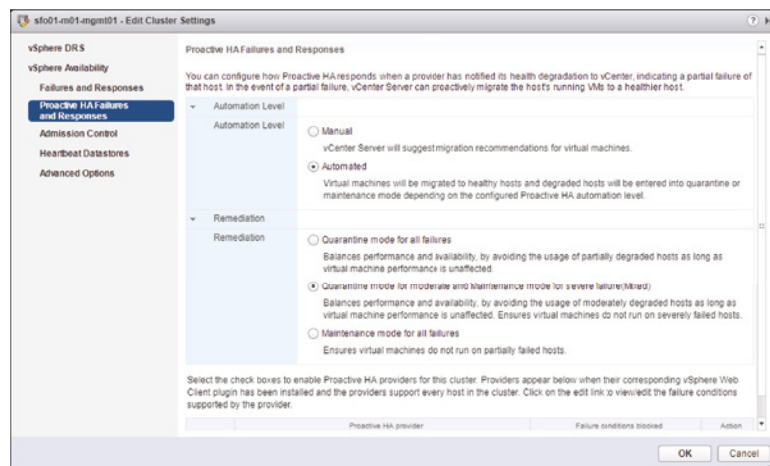 sfo01-m01-mgmt01 - Edit Cluster Settings
vSphere DRS
vSphere Availability
Failures and Responses
Proactive HA Failures
and Responses
Admission Control
Heartbeat Datastores
Advanced Options
Proactive HA Failures and Responses
You can configure how Proactive HA responds when a provider has notified its health degradation to vCenter, indicating a partial failure of
that host. In the event of a partial failure, vCenter Server can proactively migrate the host's running VMs to a healthier host.
Automation Level
Automation Level
Manual
vCenter Server will suggest migration recommendations for virtual machines.
Automated
Virtual machines will be migrated to healthy hosts and degraded hosts will be entered into quarantine or
maintenance mode depending on the configured Proactive HA automation level.
Remediation
Remediation
Quarantine mode for all failures
Balances performance and availability, by avoiding the usage of partially degraded hosts as long as
virtual machine performance is unaffected.
Quarantine mode for moderate and Maintenance mode for severe failure(Mixed)
Balances performance and availability, by avoiding the usage of moderately degraded hosts as long as
virtual machine performance is unaffected. Ensures virtual machines do not run on severely failed hosts.
Maintenance mode for all failures
Ensures virtual machines do not run on partially failed hosts.
Select the check boxes to enable Proactive HA providers for this cluster. Providers appear below when their corresponding vSphere Web
Client plugin has been installed and the providers support every host in the cluster. Click on the edit link to view/edit the failure conditions
supported by the provider.
Proactive HA provider Failure conditions blocked Action
OK Cancel